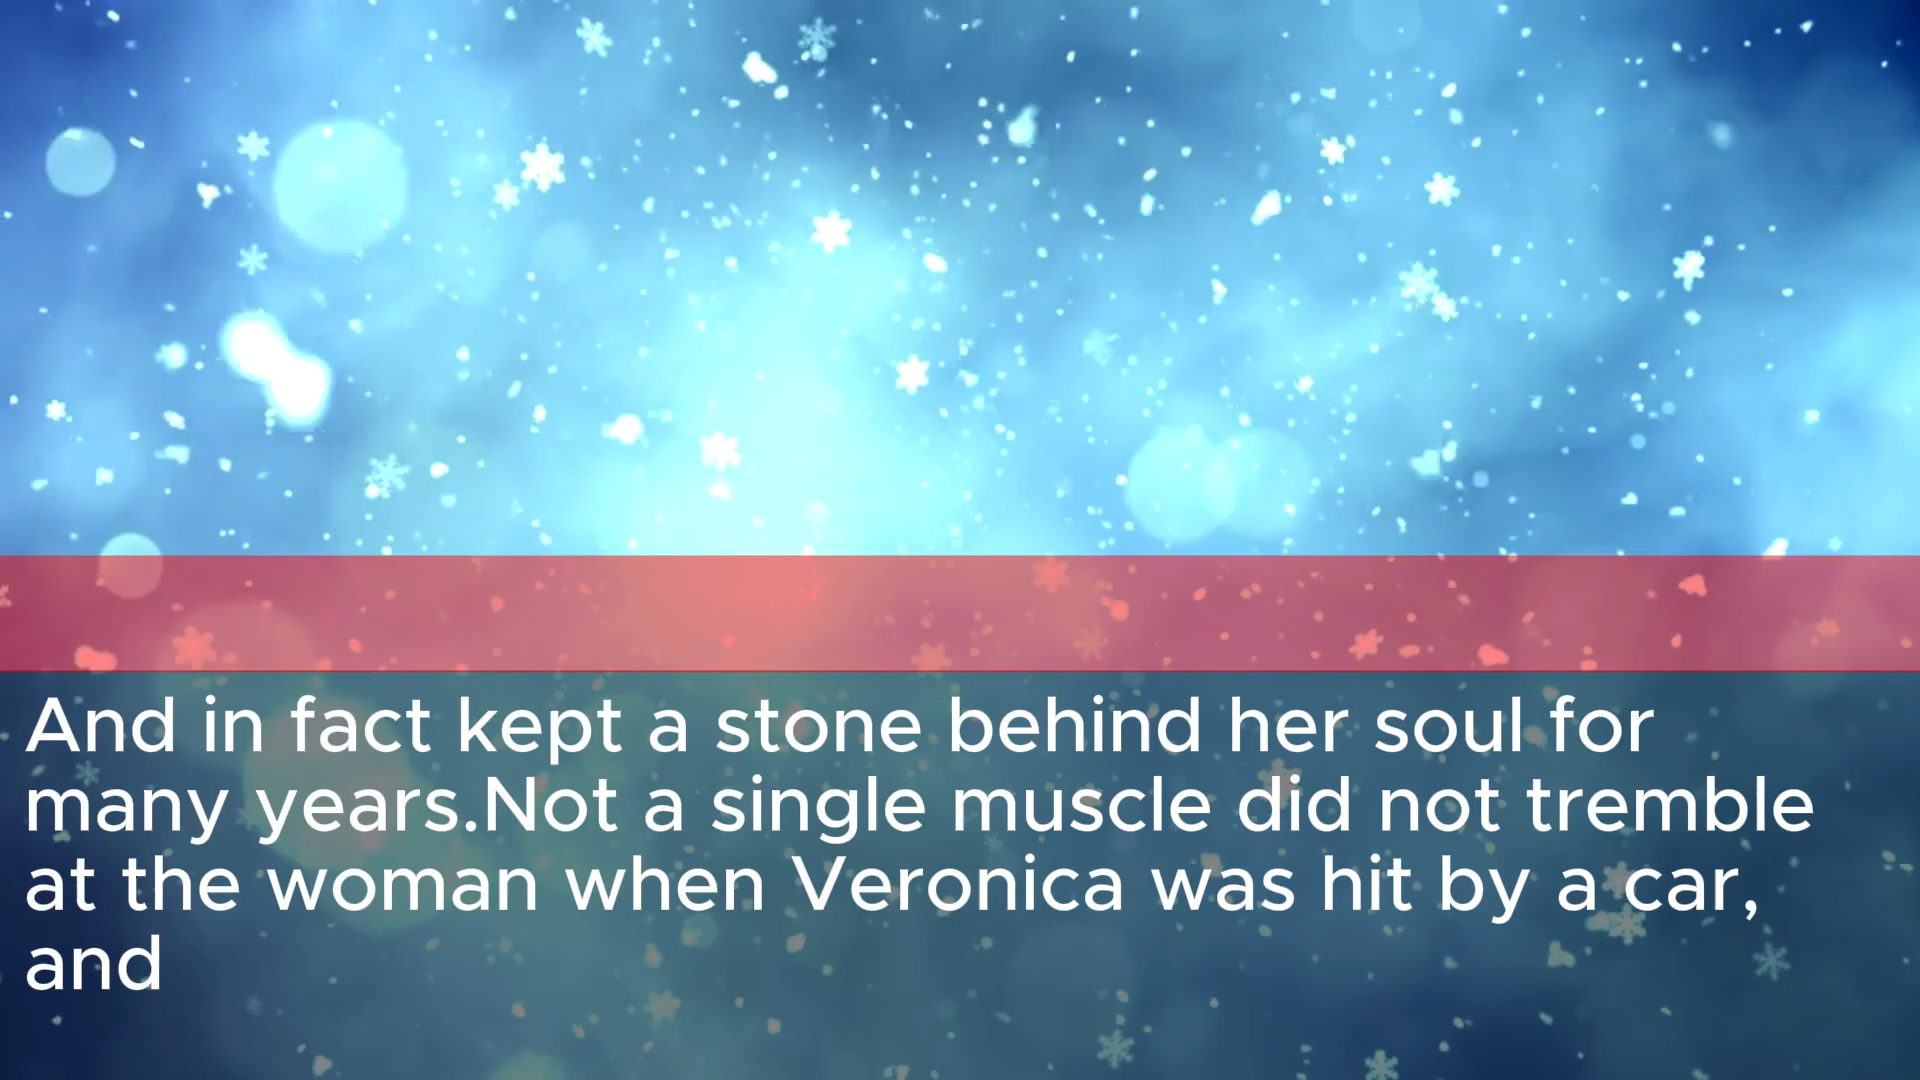 And in fact kept a stone behind her soul for
many years.Not a single muscle did not tremble
at the woman when Veronica was hit by a car,
and